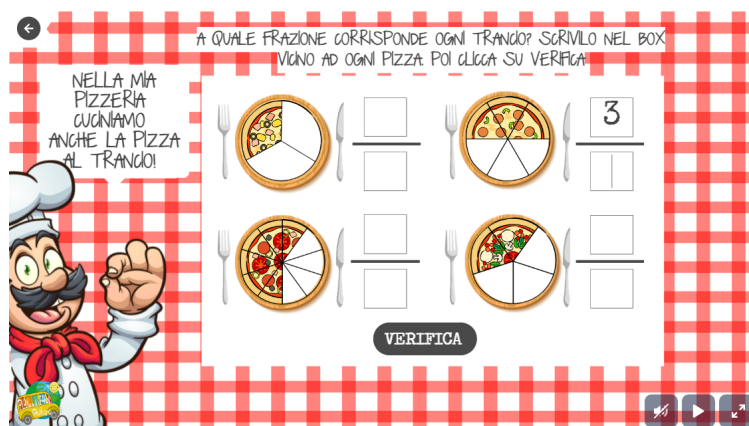 A QUALE FRAZIONE CORRISPONDE OGNI TRANCIO? SCRIVILO NEL BOX
VICINO AD OGNI PIZZA. POI CLICCA SU VERIFICA
NELLA MIA
PIZZERIA
CUCINIAMO
ANCHE LA PIZZA
AL TRANCIO!
3
VERIFICA